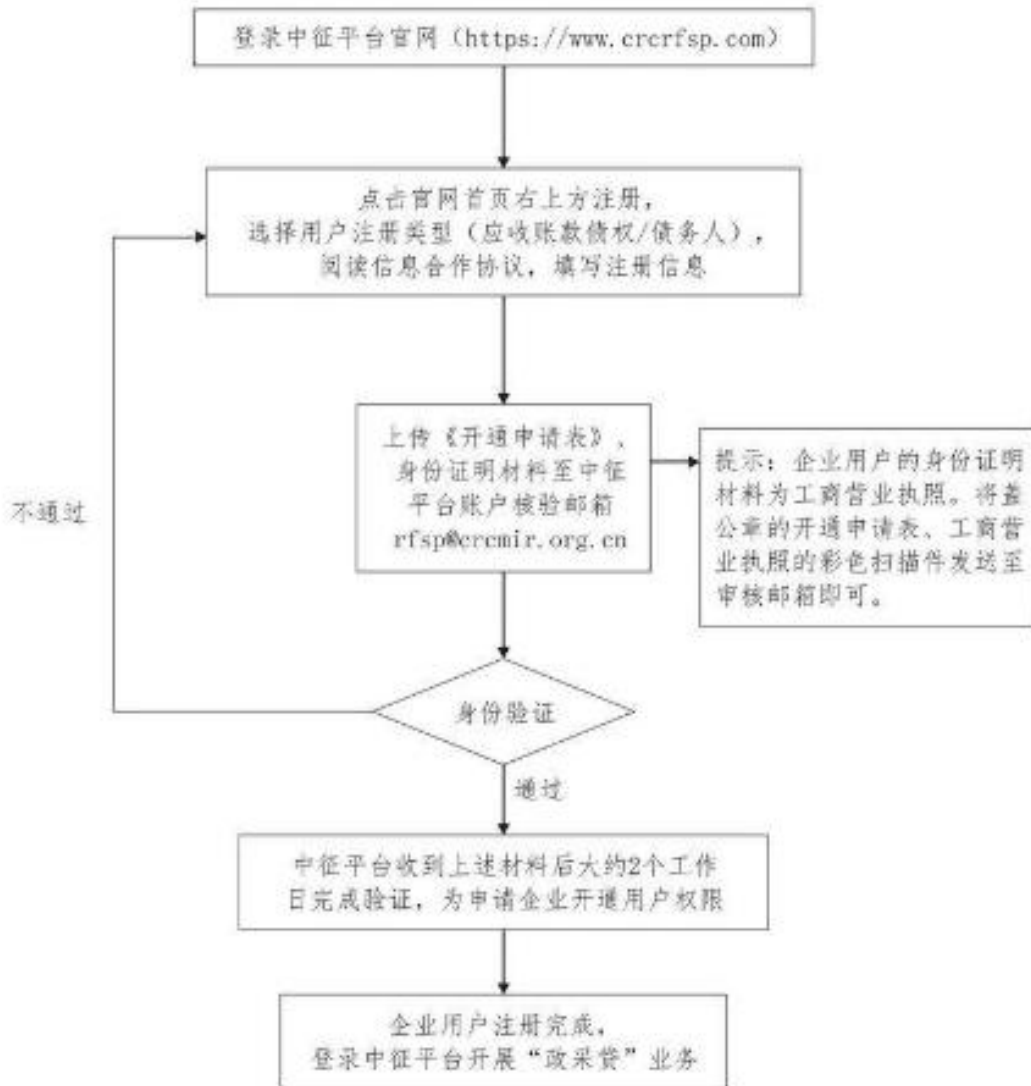 登录中征平台官网（https://www.crcrfsp.com）
点击官网首页右上方注册，
选择用户注册类型（应收账款债权/债务人），
阅读信息合作协议，填写注册信息
上传《开通申请表》、
身份证明材料至中征
平台账户核验邮箱
rfsp@crcmir.org.cn
提示：企业用户的身份证明
材料为工商营业执照。将盖
公章的开通申请表、工商营
业执照的彩色扫描件发送至
审核邮箱即可。
不通过
身份验证
通过
中征平台收到上述材料后大约2个工作
日完成验证，为申请企业开通用户权限
企业用户注册完成，
登录中征平台开展“政采贷”业务